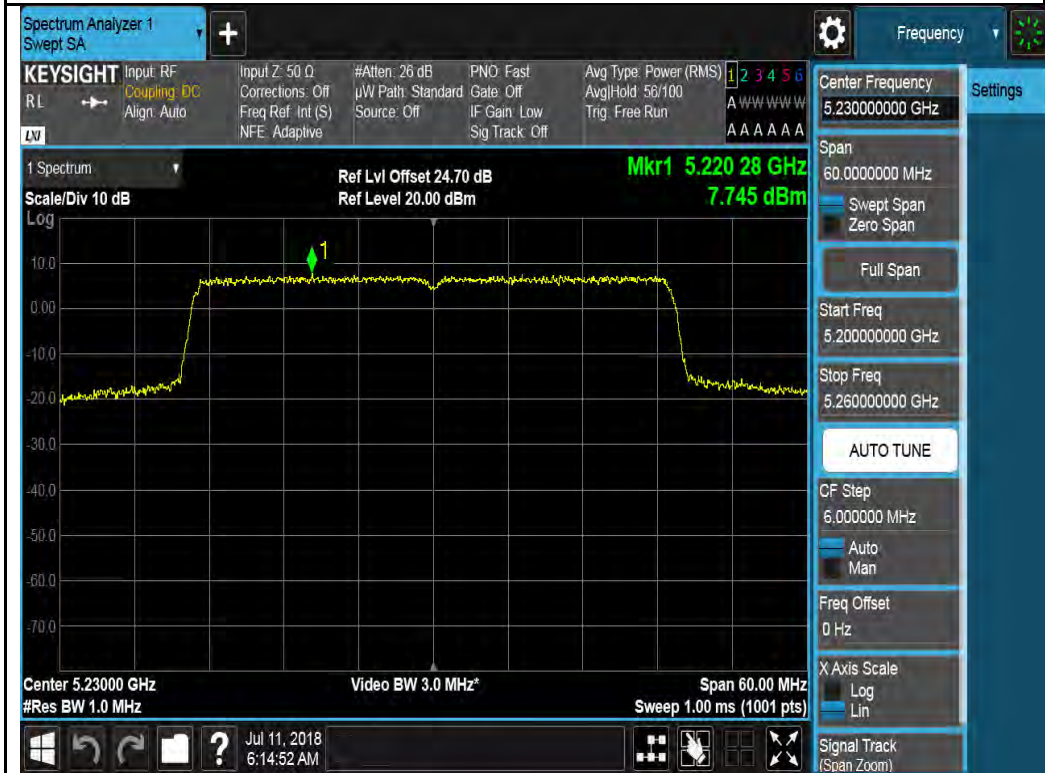 Spectrum Analyzer 1
Swept SA
+
Frequency
KEYSIGHT
RL
LXI
Input: RF
Coupling: DC
Align: Auto
Input Z: 50 Ω
Corrections: Off
Freq Ref: Int (S)
NFE: Adaptive
#Atten: 26 dB
µW Path: Standard
Source: Off
PNO: Fast
Gate: Off
IF Gain: Low
Sig Track: Off
Avg Type: Power (RMS)
Avg|Hold: 56/100
Trig: Free Run
1 2 3 4 5 6
A W W W W W
A A A A A A
1 Spectrum
Scale/Div 10 dB
Log
Ref Lvl Offset 24.70 dB
Ref Level 20.00 dBm
Mkr1 5.220 28 GHz
7.745 dBm
1
10.0
0.00
-10.0
-20.0
-30.0
-40.0
-50.0
-60.0
-70.0
Center 5.23000 GHz
#Res BW 1.0 MHz
Video BW 3.0 MHz*
Span 60.00 MHz
Sweep 1.00 ms (1001 pts)
?
Jul 11, 2018
6:14:52 AM
Center Frequency
5.230000000 GHz
Settings
Span
60.0000000 MHz
Swept Span
Zero Span
Full Span
Start Freq
5.200000000 GHz
Stop Freq
5.260000000 GHz
AUTO TUNE
CF Step
6.000000 MHz
Auto
Man
Freq Offset
0 Hz
X Axis Scale
Log
Lin
Signal Track
(Span Zoom)